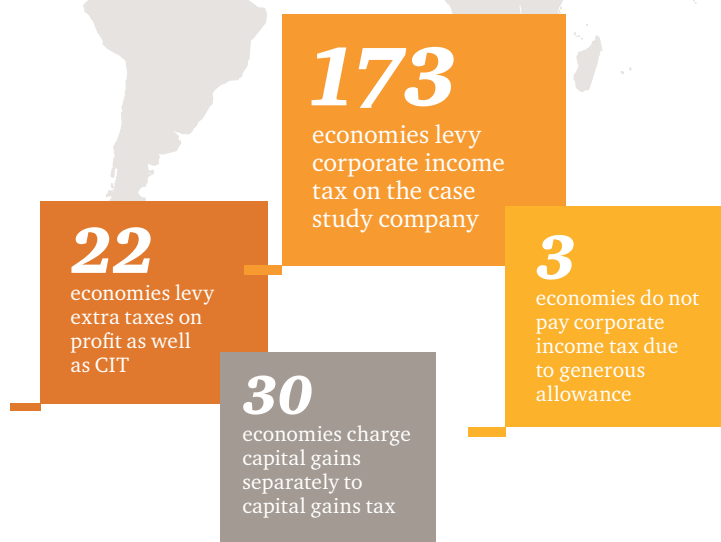 173
economies levy
corporate income
tax on the case
study company
22
economies levy
extra taxes on
profit as well
as CIT
3
economies do not
pay corporate
income tax due
to generous
allowance
30
economies charge
capital gains
separately to
capital gains tax